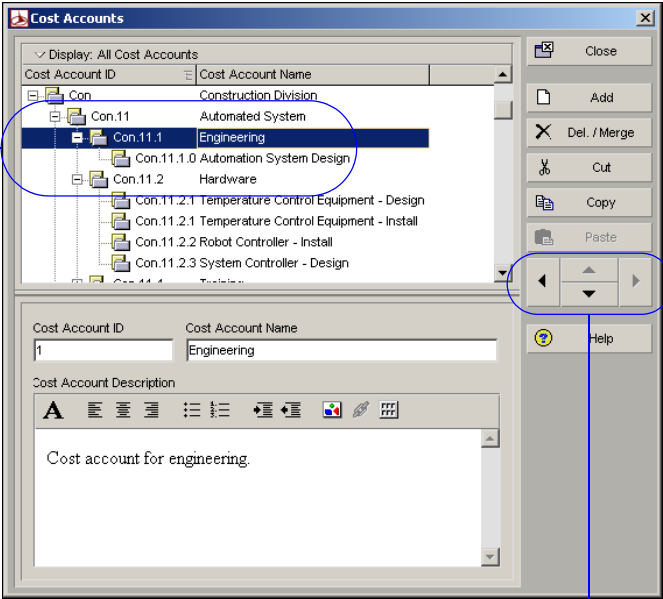 Cost Accounts
Display: All Cost Accounts
Cost Account ID Cost Account Name
Con Construction Division
Con.11 Automated System
Con.11.1 Engineering
Con.11.1.0 Automation System Design
Con.11.2 Hardware
Con.11.2.1 Temperature Control Equipment - Design
Con.11.2.1 Temperature Control Equipment - Install
Con.11.2.2 Robot Controller - Install
Con.11.2.3 System Controller - Design
Close
Add
Del. / Merge
Cut
Copy
Paste
Help
Cost Account ID Cost Account Name
1 Engineering
Cost Account Description
A
Cost account for engineering.